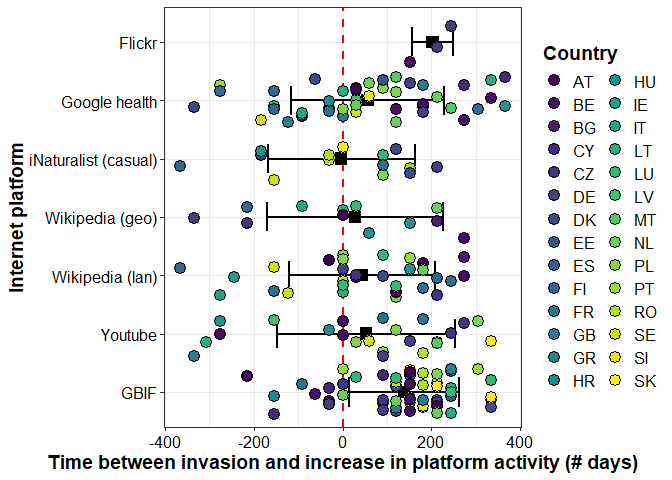 Internet platform
Flickr
Google health
iNaturalist (casual)
Wikipedia (geo)
Wikipedia (lan)
Youtube
GBIF
-400 -200 0 200 400
Time between invasion and increase in platform activity (# days)
Country
AT HU
BE IE
BG IT
CY LT
CZ LU
DE LV
DK MT
EE NL
ES PL
FI PT
FR RO
GB SE
GR SI
HR SK